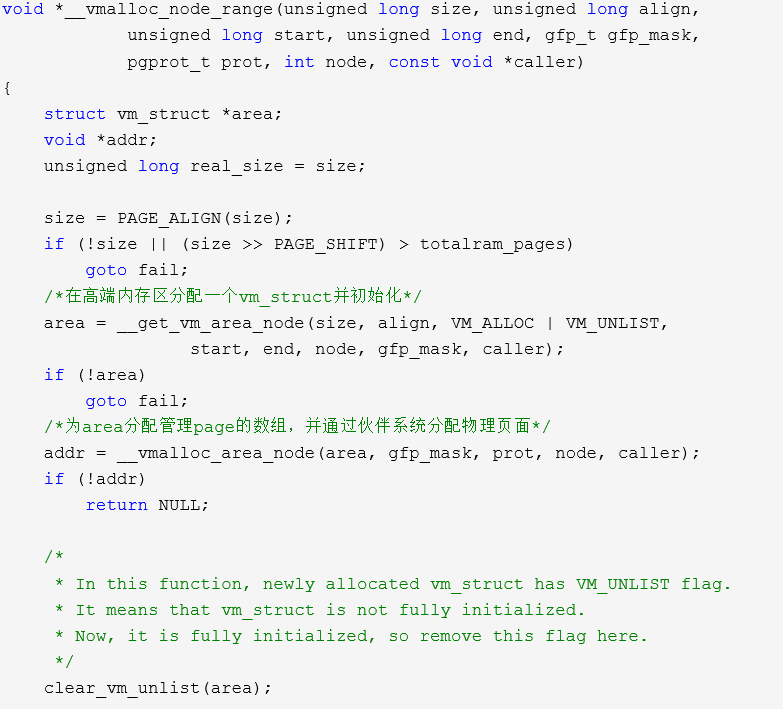 void *__vmalloc_node_range(unsigned long size, unsigned long align,
            unsigned long start, unsigned long end, gfp_t gfp_mask,
            pgprot_t prot, int node, const void *caller)
{
    struct vm_struct *area;
    void *addr;
    unsigned long real_size = size;

    size = PAGE_ALIGN(size);
    if (!size || (size >> PAGE_SHIFT) > totalram_pages)
        goto fail;
    /*在高端内存区分配一个vm_struct并初始化*/
    area = __get_vm_area_node(size, align, VM_ALLOC | VM_UNLIST,
                  start, end, node, gfp_mask, caller);
    if (!area)
        goto fail;
    /*为area分配管理page的数组，并通过伙伴系统分配物理页面*/
    addr = __vmalloc_area_node(area, gfp_mask, prot, node, caller);
    if (!addr)
        return NULL;

    /*
     * In this function, newly allocated vm_struct has VM_UNLIST flag.
     * It means that vm_struct is not fully initialized.
     * Now, it is fully initialized, so remove this flag here.
     */
    clear_vm_unlist(area);